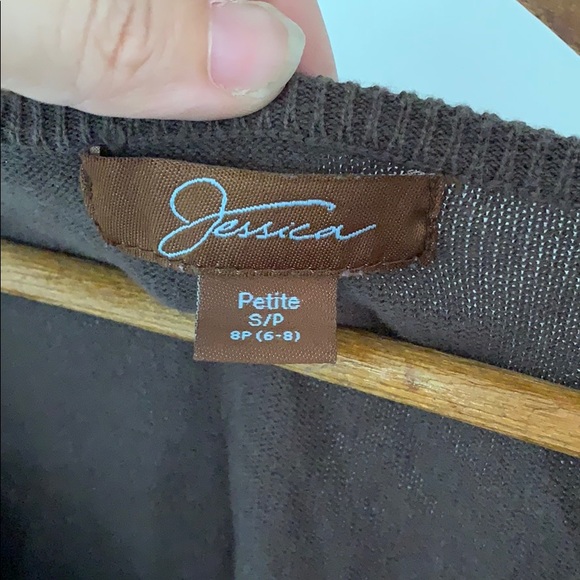 Jessica
Petite
S/P
8P (6-8)